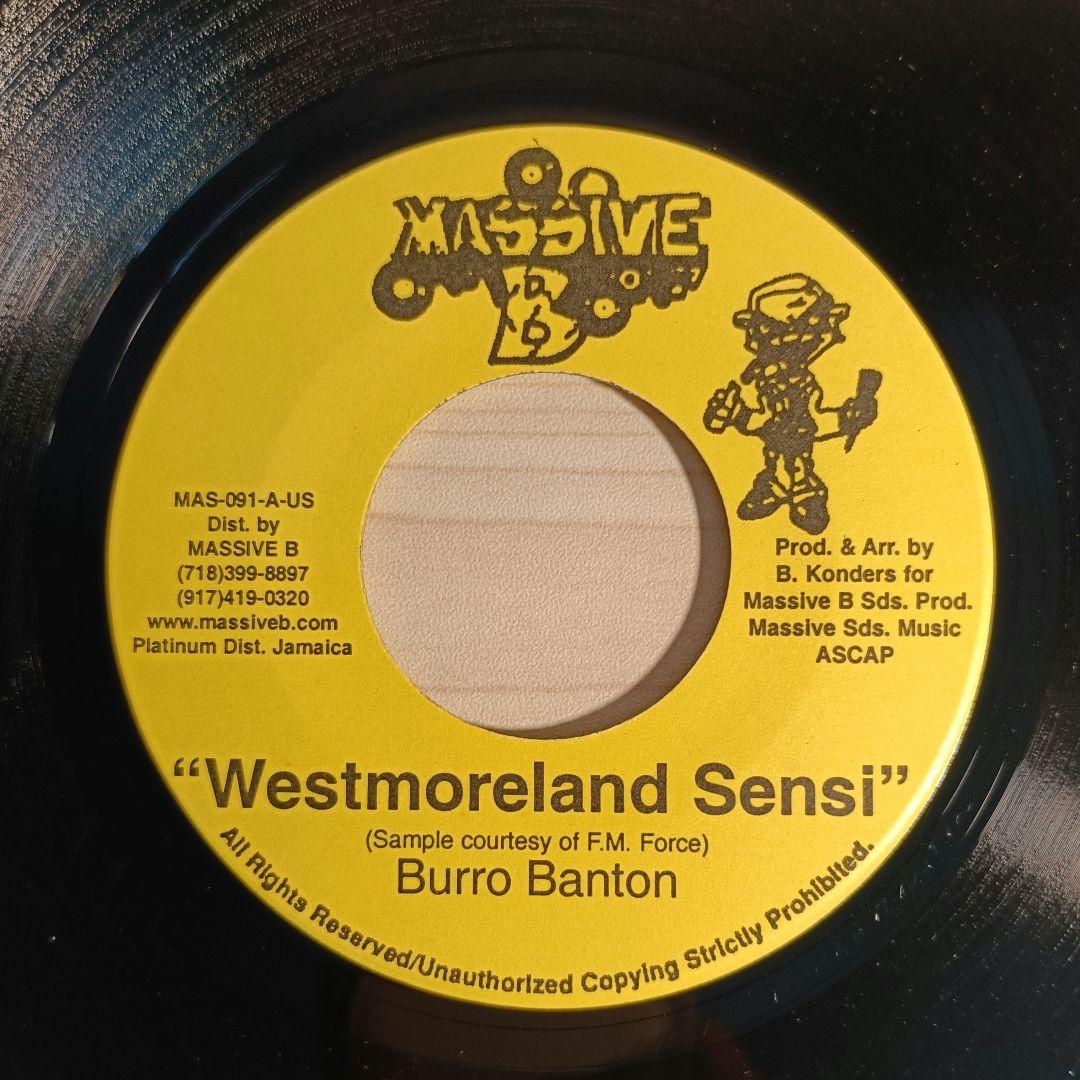 MASSIVE
B
MAS-091-A-US
Dist. by
MASSIVE B
(718)399-8897
(917)419-0320
www.massiveb.com
Platinum Dist. Jamaica
Prod. & Arr. by
B. Konders for
Massive B Sds. Prod.
Massive Sds. Music
ASCAP
“Westmoreland Sensi”
(Sample courtesy of F.M. Force)
Burro Banton
All Rights Reserved/Unauthorized Copying Strictly Prohibited.